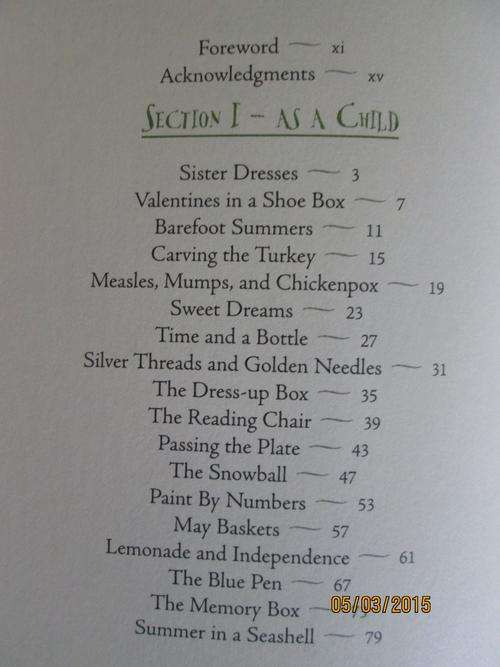 Foreword — xi
Acknowledgments — xv
Section I – as a Child
Sister Dresses — 3
Valentines in a Shoe Box — 7
Barefoot Summers — 11
Carving the Turkey — 15
Measles, Mumps, and Chickenpox — 19
Sweet Dreams — 23
Time and a Bottle — 27
Silver Threads and Golden Needles — 31
The Dress-up Box — 35
The Reading Chair — 39
Passing the Plate — 43
The Snowball — 47
Paint By Numbers — 53
May Baskets — 57
Lemonade and Independence — 61
The Blue Pen — 67
The Memory Box —
05/03/2015
Summer in a Seashell — 79